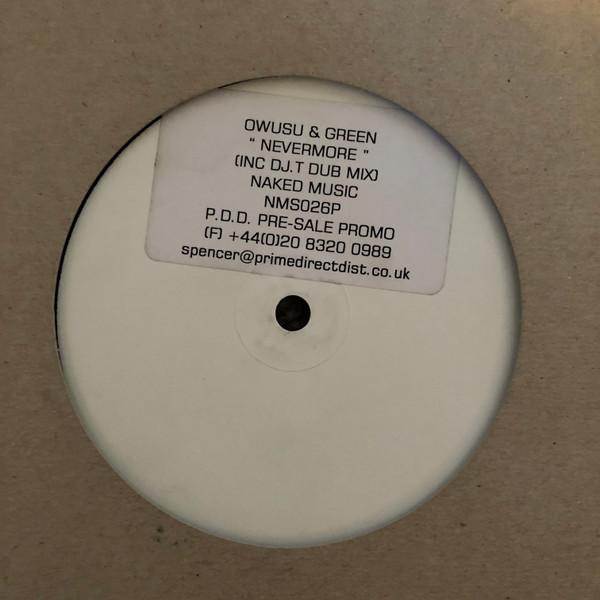 OWUSU & GREEN
" NEVERMORE "
(INC DJ.T DUB MIX)
NAKED MUSIC
NMS026P
P.D.D. PRE-SALE PROMO
(F) +44(0)20 8320 0989
spencer@primedirectdist.co.uk